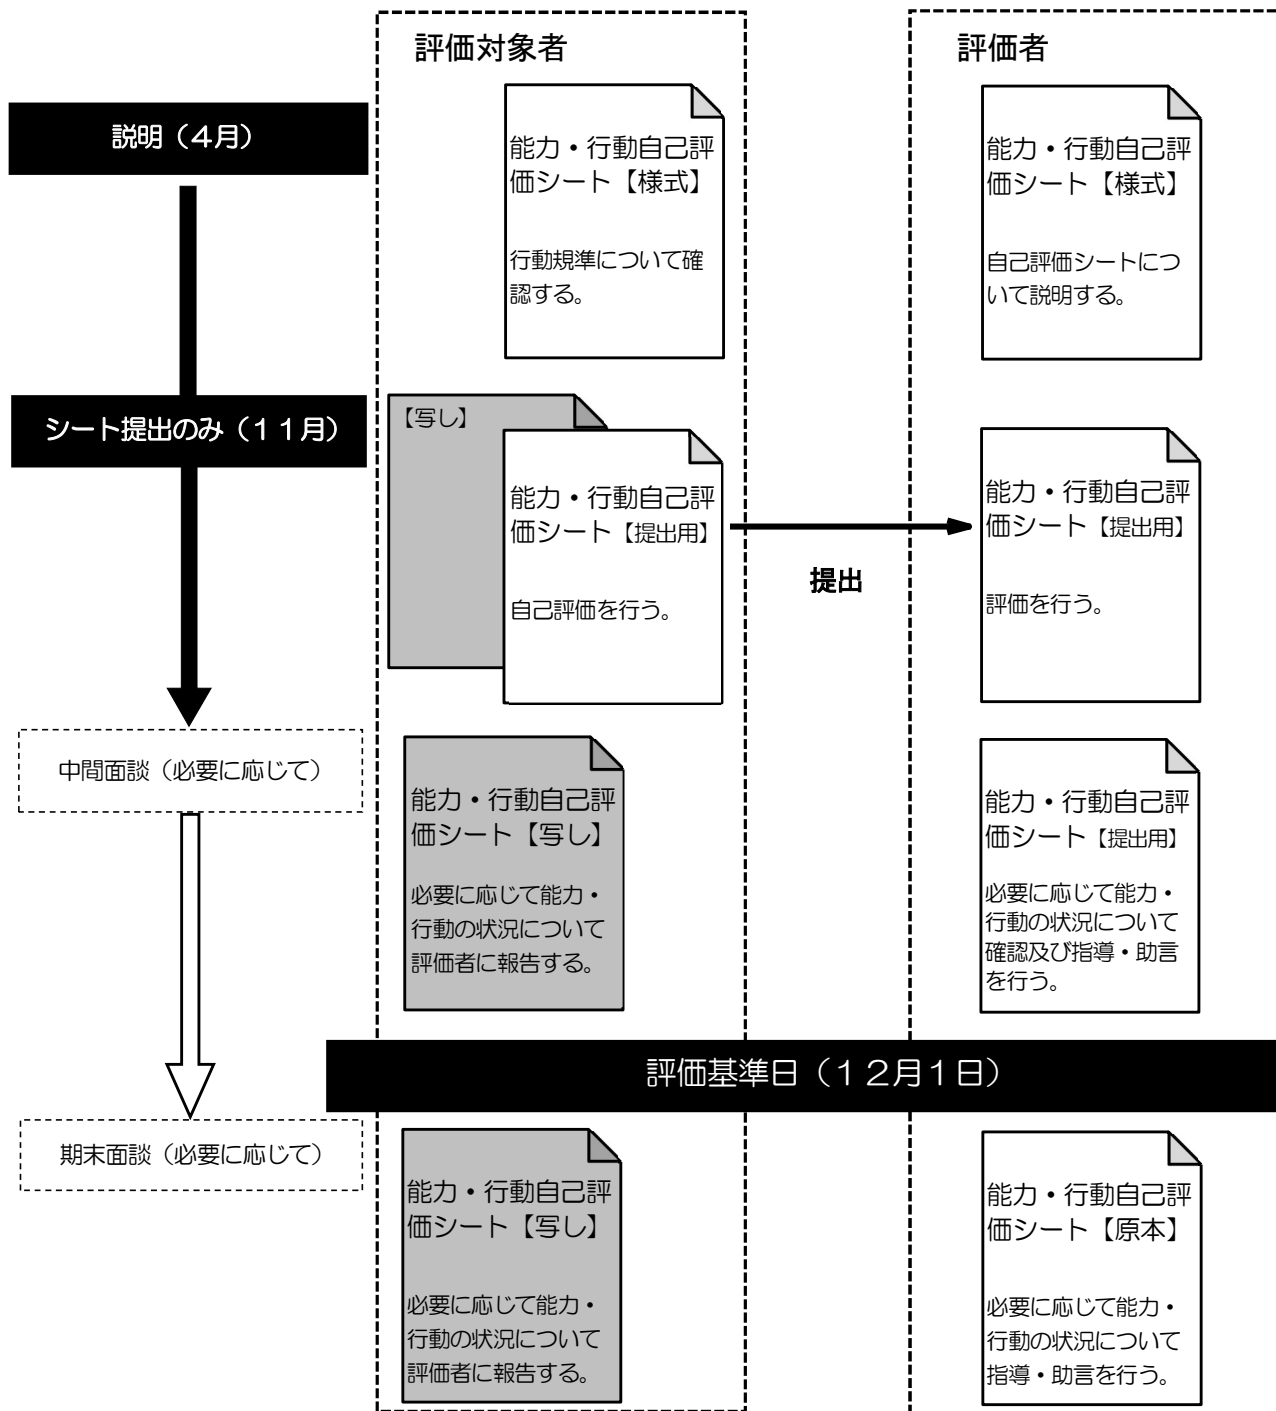 評価対象者
評価者
説明（４月）
能力・行動自己評
価シート【様式】
行動規準について確
認する。
能力・行動自己評
価シート【様式】
自己評価シートにつ
いて説明する。
シート提出のみ（１１月）
【写し】
能力・行動自己評
価シート【提出用】
自己評価を行う。
提出
能力・行動自己評
価シート【提出用】
評価を行う。
中間面談（必要に応じて）
能力・行動自己評
価シート【写し】
必要に応じて能力・
行動の状況について
評価者に報告する。
能力・行動自己評
価シート【提出用】
必要に応じて能力・
行動の状況について
確認及び指導・助言
を行う。
評価基準日（１２月１日）
期末面談（必要に応じて）
能力・行動自己評
価シート【写し】
必要に応じて能力・
行動の状況について
評価者に報告する。
能力・行動自己評
価シート【原本】
必要に応じて能力・
行動の状況について
指導・助言を行う。